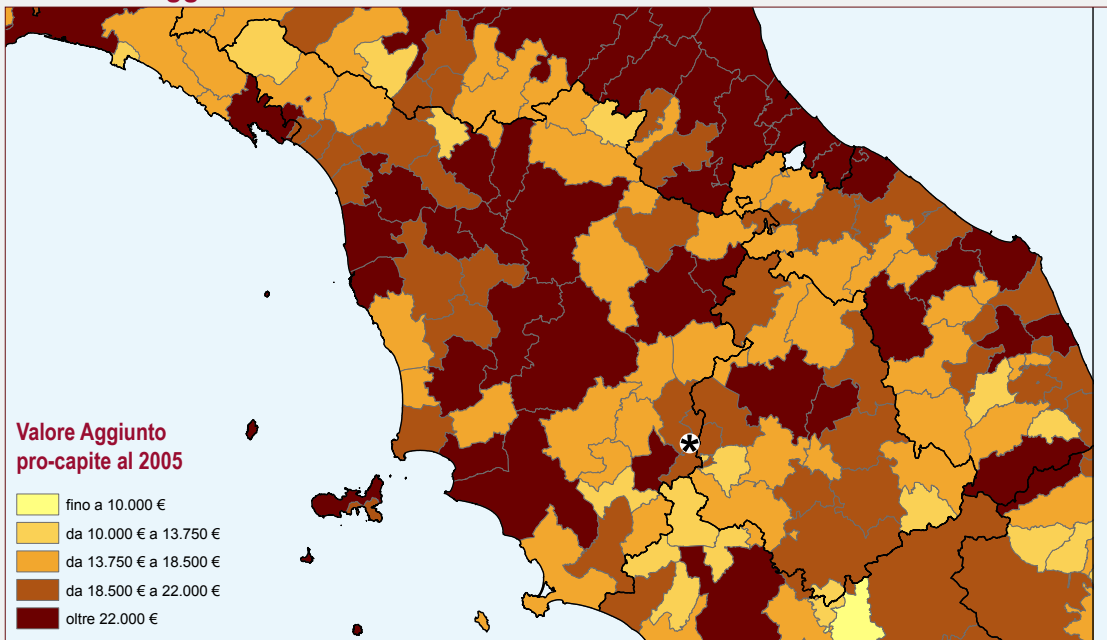 Valore Aggiunto
pro-capite al 2005
fino a 10.000 €
da 10.000 € a 13.750 €
da 13.750 € a 18.500 €
da 18.500 € a 22.000 €
oltre 22.000 €